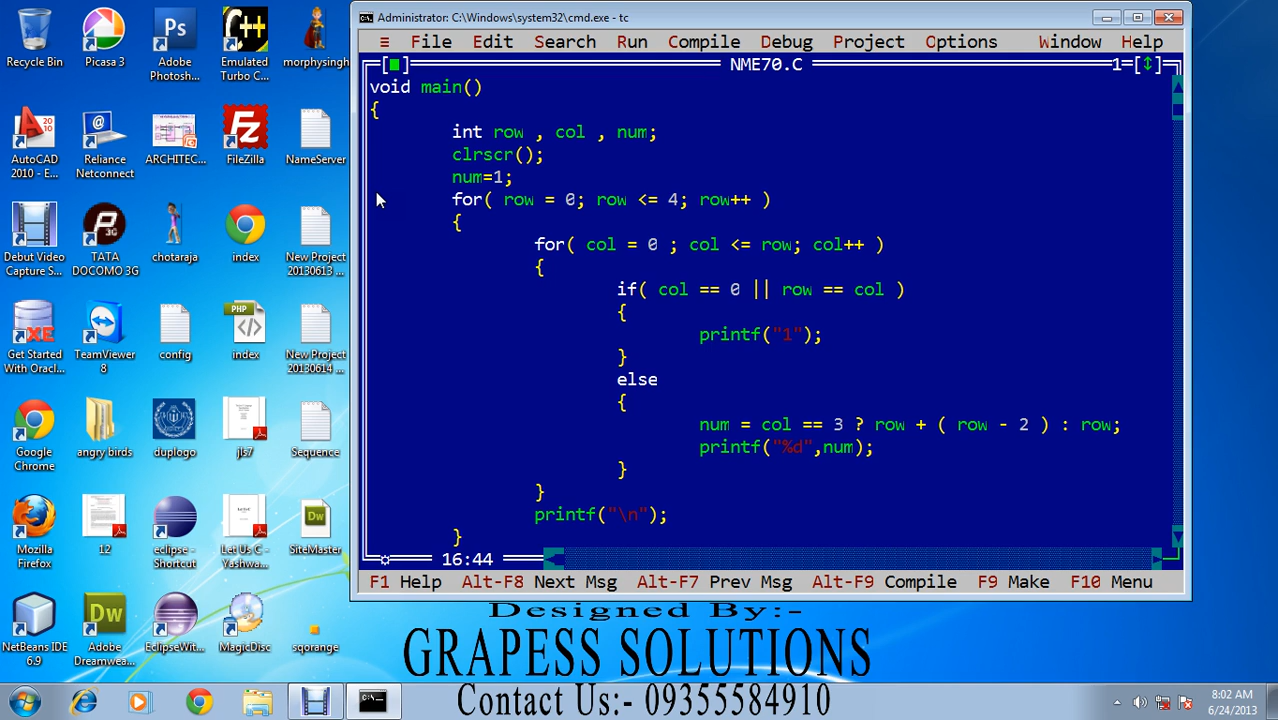 Administrator: C:\Windows\system32\cmd.exe - tc
File Edit Search Run Compile Debug Project Options Window Help
NME70.C
1
void main()
{
int row , col , num;
clrscr();
num=1;
for( row = 0; row <= 4; row++ )
{
for( col = 0 ; col <= row; col++ )
{
if( col == 0 || row == col )
{
printf("1");
}
else
{
num = col == 3 ? row + ( row - 2 ) : row;
printf("%d",num);
}
}
printf("\n");
}
16:44
F1 Help Alt-F8 Next Msg Alt-F7 Prev Msg Alt-F9 Compile F9 Make F10 Menu
Recycle Bin
Picasa 3
Adobe Photosh...
Emulated Turbo C...
morphysingh
AutoCAD 2010 - E...
Reliance Netconnect
ARCHITEC...
FileZilla
NameServer
Debut Video Capture S...
TATA DOCOMO 3G
chotaraja
index
New Project 20130613 ...
Get Started With Oracl...
TeamViewer 8
config
index
New Project 20130614 ...
Google Chrome
angry birds
duplogo
jls7
Sequence
Mozilla Firefox
12
eclipse - Shortcut
Let Us C - Yashwa...
SiteMaster
NetBeans IDE 6.9
Adobe Dreamwea...
EclipseWit...
MagicDisc
sqorange
Designed By:-
GRAPESS SOLUTIONS
Contact Us:- 09355584910
8:02 AM
6/24/2013